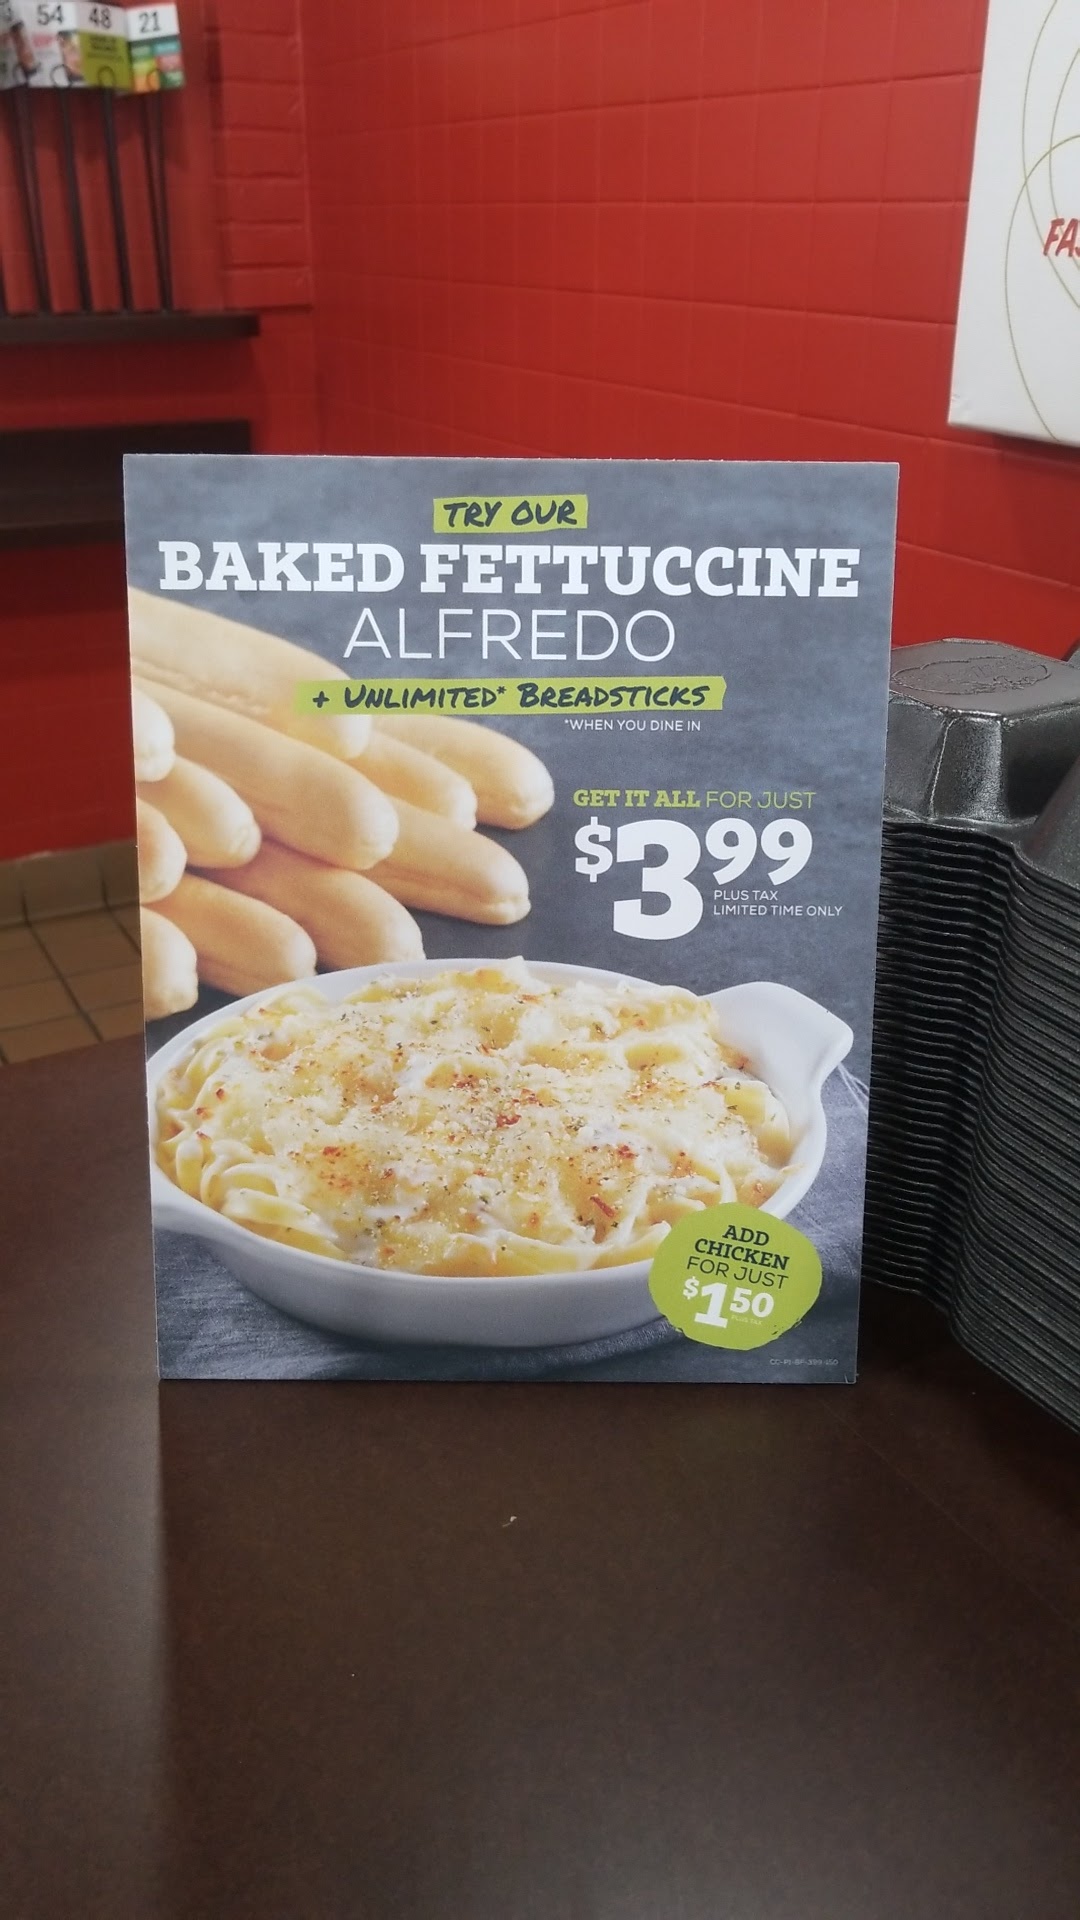 54 48 21
FA
TRY OUR
BAKED FETTUCCINE
ALFREDO
+ UNLIMITED* BREADSTICKS
*WHEN YOU DINE IN
GET IT ALL FOR JUST
$3.99
PLUS TAX
LIMITED TIME ONLY
ADD
CHICKEN
FOR JUST
$1.50
PLUS TAX